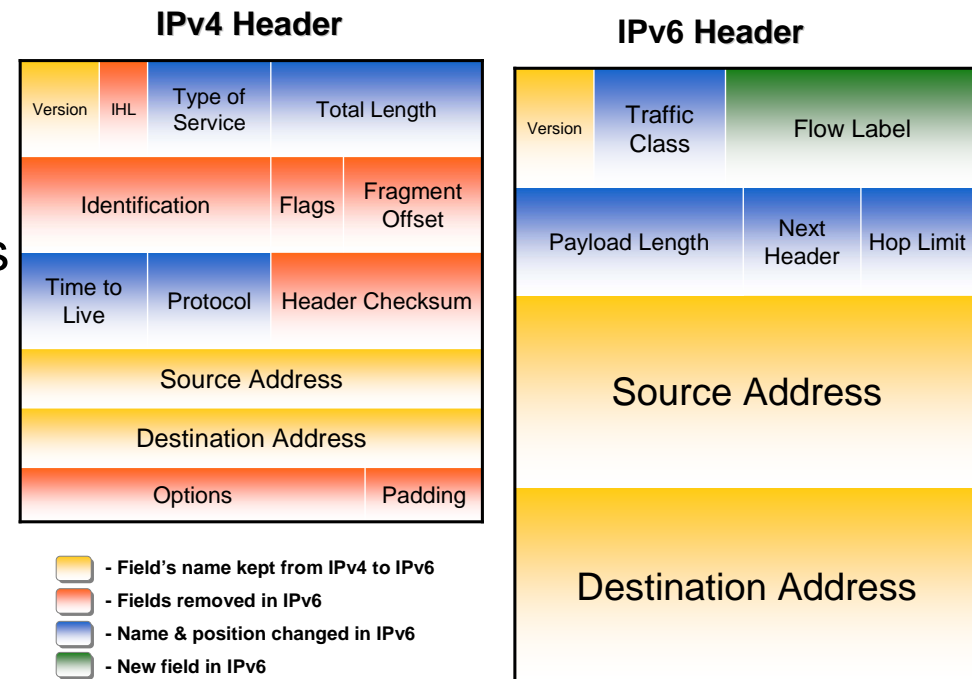 IPv4 Header
Version IHL Type of Service Total Length
Identification Flags Fragment Offset
Time to Live Protocol Header Checksum
Source Address
Destination Address
Options Padding
- Field's name kept from IPv4 to IPv6
- Fields removed in IPv6
- Name & position changed in IPv6
- New field in IPv6
s
IPv6 Header
Version Traffic Class Flow Label
Payload Length Next Header Hop Limit
Source Address
Destination Address